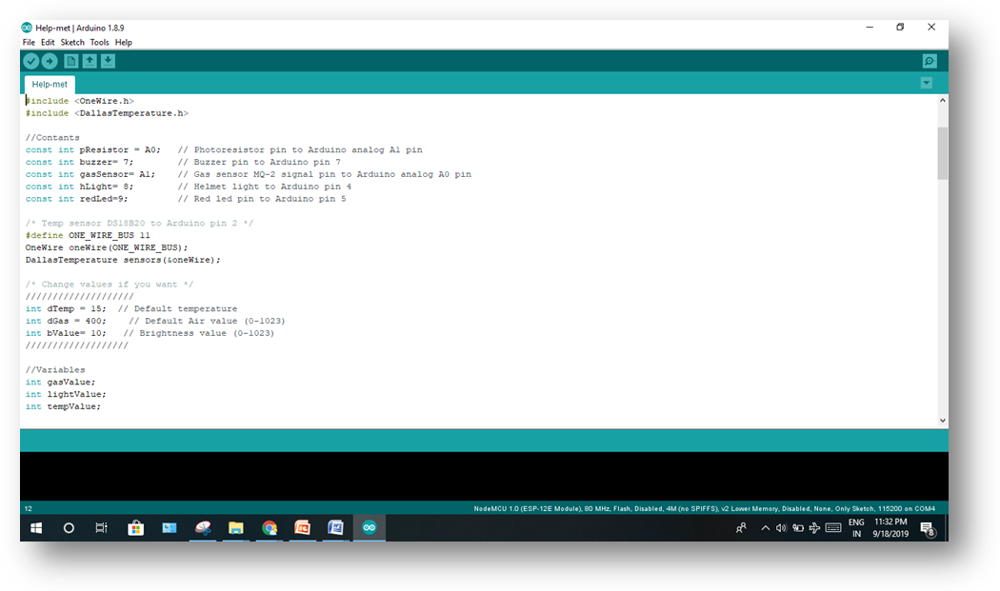 Help-met | Arduino 1.8.9
File Edit Sketch Tools Help
Help-met
#include <OneWire.h>
#include <DallasTemperature.h>
//Contants
const int pResistor = A0; // Photoresistor pin to Arduino analog A1 pin
const int buzzer= 7; // Buzzer pin to Arduino pin 7
const int gasSensor= A1; // Gas sensor MQ-2 signal pin to Arduino analog A0 pin
const int hLight= 8; // Helmet light to Arduino pin 4
const int redLed=9; // Red led pin to Arduino pin 5
/* Temp sensor DS18B20 to Arduino pin 2 */
#define ONE_WIRE_BUS 11
OneWire oneWire(ONE_WIRE_BUS);
DallasTemperature sensors(&oneWire);
/* Change values if you want */
////////////////////
int dTemp = 15; // Default temperature
int dGas = 400; // Default Air value (0-1023)
int bValue= 10; // Brightness value (0-1023)
///////////////////
//Variables
int gasValue;
int lightValue;
int tempValue;
12
NodeMCU 1.0 (ESP-12E Module), 80 MHz, Flash, Disabled, 4M (no SPIFFS), v2 Lower Memory, Disabled, None, Only Sketch, 115200 on COM4
ENG
IN
11:32 PM
9/18/2019
8